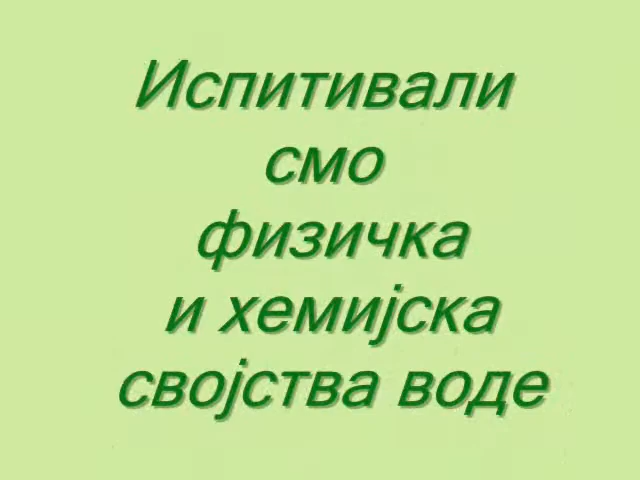 Испитивали
смо
физичка
и хемијска
својства воде